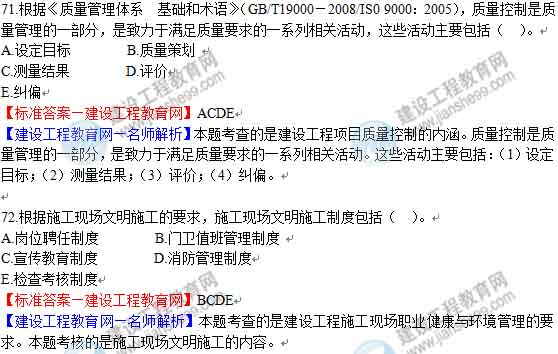 71.根据《质量管理体系　基础和术语》(GB/T19000－2008/IS0 9000：2005)，质量控制是质
量管理的一部分，是致力于满足质量要求的一系列相关活动，这些活动主要包括(　)。
A.设定目标　B.质量策划
C.测量结果　D.评价
E.纠偏
【标准答案－建设工程教育网】ACDE
【建设工程教育网－名师解析】本题考查的是建设工程项目质量控制的内涵。质量控制是质
量管理的一部分，是致力于满足质量要求的一系列相关活动。这些活动主要包括：(1)设定
目标；(2)测量结果；(3)评价；(4)纠偏。
72.根据施工现场文明施工的要求，施工现场文明施工制度包括(　)。
A.岗位聘任制度　B.门卫值班管理制度
C.宣传教育制度　D.消防管理制度
E.检查考核制度
【标准答案－建设工程教育网】BCDE
【建设工程教育网－名师解析】本题考查的是建设工程施工现场职业健康与环境管理的要
求。本题考核的是施工现场文明施工的内容。
建设工程教育网
www.jianshe99.com